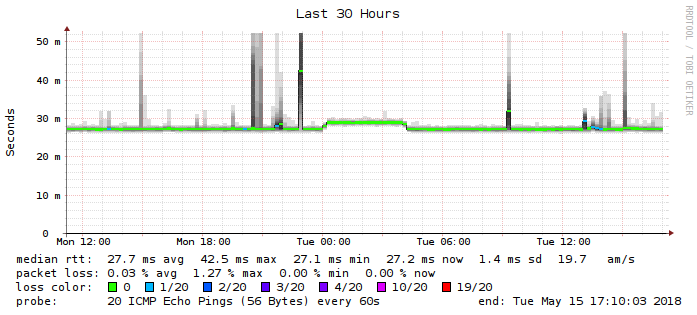 Last 30 Hours
RRDTOOL / TOBI OETIKER
Seconds
50 m
40 m
30 m
20 m
10 m
0
Mon 12:00 Mon 18:00 Tue 00:00 Tue 06:00 Tue 12:00
median rtt: 27.7 ms avg 42.5 ms max 27.1 ms min 27.2 ms now 1.4 ms sd 19.7 am/s
packet loss: 0.03 % avg 1.27 % max 0.00 % min 0.00 % now
loss color: 0 1/20 2/20 3/20 4/20 10/20 19/20
probe: 20 ICMP Echo Pings (56 Bytes) every 60s end: Tue May 15 17:10:03 2018